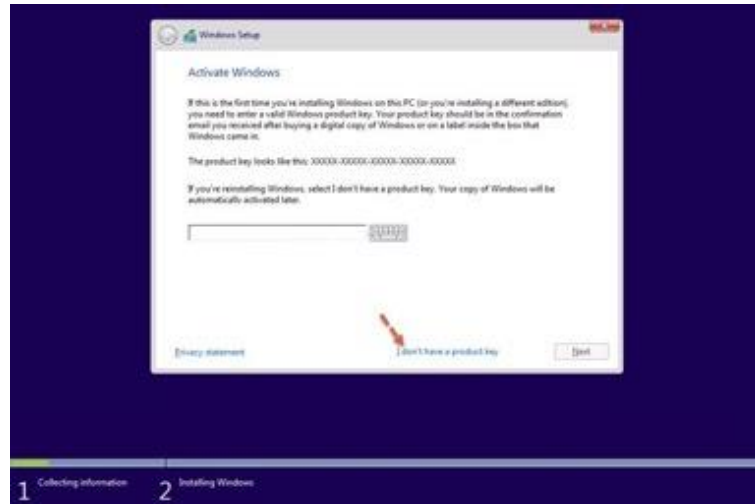 Windows Setup
Activate Windows
If this is the first time you're installing Windows on this PC (or you're installing a different edition),
you need to enter a valid Windows product key. Your product key should be in the confirmation
email you received after buying a digital copy of Windows or on a label inside the box that
Windows came in.
The product key looks like this: XXXXX-XXXXX-XXXXX-XXXXX-XXXXX
If you're reinstalling Windows, select I don't have a product key. Your copy of Windows will be
automatically activated later.
Privacy statement
I don't have a product key
Next
1 Collecting information
2 Installing Windows